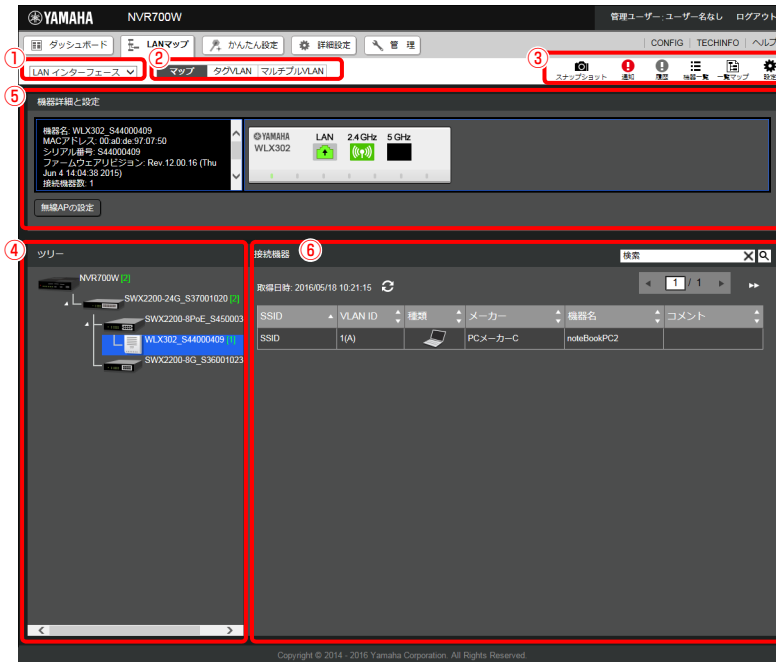 YAMAHA NVR700W 管理ユーザー: ユーザー名なし ログアウト
ダッシュボード LANマップ かんたん設定 詳細設定 管 理 CONFIG TECHINFO ヘルプ
① ② ③
LAN インターフェース マップ タグVLAN マルチプルVLAN スナップショット 通知 履歴 機器一覧 一覧マップ 設定
⑤
機器詳細と設定
機器名: WLX302_S44000409
MACアドレス: 00:a0:de:97:07:50
シリアル番号: S44000409
ファームウェアリビジョン: Rev.12.00.16 (Thu
Jun 4 14:04:38 2015)
接続機器数: 1
YAMAHA LAN 2.4 GHz 5 GHz
WLX302
無線APの設定
④ ⑥
ツリー
NVR700W [2]
SWX2200-24G_S37001020 [2]
SWX2200-8PoE_S450003
WLX302_S44000409 [1]
SWX2200-8G_S36001023
接続機器 検索
取得日時: 2016/05/18 10:21:15 1 / 1
SSID VLAN ID 種類 メーカー 機器名 コメント
SSID 1(A) PCメーカーC noteBookPC2
Copyright © 2014 - 2016 Yamaha Corporation. All Rights Reserved.